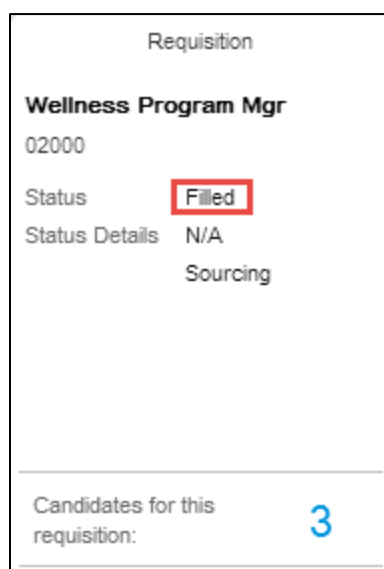 Requisition
Wellness Program Mgr
02000
Status Filled
Status Details N/A
Sourcing
Candidates for this
requisition: 3